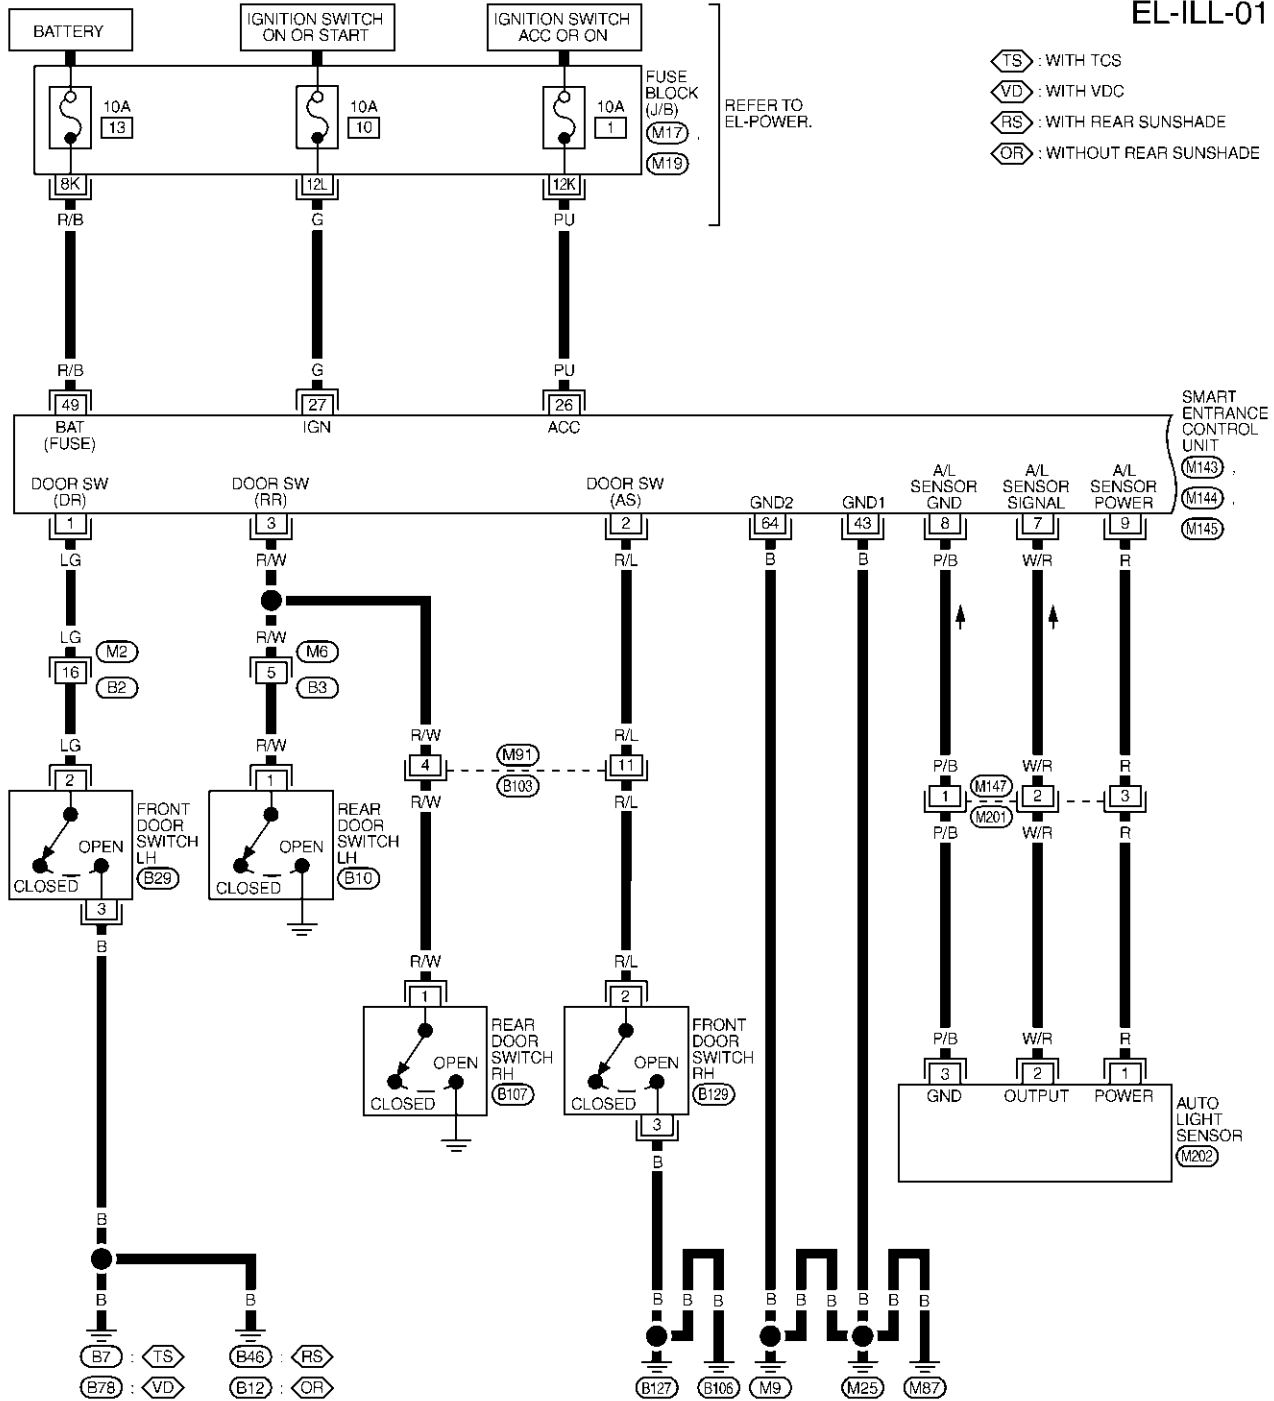 EL-ILL-01
BATTERY
IGNITION SWITCH
ON OR START
IGNITION SWITCH
ACC OR ON
TS : WITH TCS
VD : WITH VDC
RS : WITH REAR SUNSHADE
OR : WITHOUT REAR SUNSHADE
10A
13
10A
10
10A
1
FUSE
BLOCK
(J/B)
M17 ,
M19
REFER TO
EL-POWER.
8K
12L
12K
R/B
G
PU
R/B
G
PU
49
27
26
BAT
(FUSE)
IGN
ACC
SMART
ENTRANCE
CONTROL
UNIT
M143 ,
M144 ,
M145
DOOR SW
(DR)
DOOR SW
(RR)
DOOR SW
(AS)
GND2
GND1
A/L
SENSOR
GND
A/L
SENSOR
SIGNAL
A/L
SENSOR
POWER
1
3
2
64
43
8
7
9
LG
R/W
R/L
B
B
P/B
W/R
R
LG
R/W
16
M2
B2
5
M6
B3
LG
R/W
R/W
R/L
4
M91
B103
11
R/W
R/L
P/B
W/R
R
1
M147
M201
2
3
P/B
W/R
R
2
1
FRONT
DOOR
SWITCH
LH
B29
OPEN
CLOSED
REAR
DOOR
SWITCH
LH
B10
OPEN
CLOSED
3
B
R/W
R/L
1
2
REAR
DOOR
SWITCH
RH
B107
OPEN
CLOSED
FRONT
DOOR
SWITCH
RH
B129
OPEN
CLOSED
3
B
P/B
W/R
R
3
2
1
GND
OUTPUT
POWER
AUTO
LIGHT
SENSOR
M202
B
B
B
B
B
B
B
B
B
B
B
B7 : TS
B78 : VD
B46 : RS
B12 : OR
B127
B106
M9
M25
M87